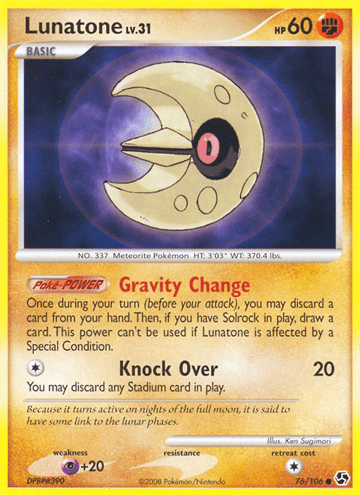 Lunatone LV.31 HP 60
BASIC
NO. 337 Meteorite Pokémon HT: 3'03" WT: 370.4 lbs.
Poké-POWER Gravity Change
Once during your turn (before your attack), you may discard a
card from your hand. Then, if you have Solrock in play, draw a
card. This power can't be used if Lunatone is affected by a
Special Condition.
Knock Over 20
You may discard any Stadium card in play.
Because it turns active on nights of the full moon, it is said to
have some link to the lunar phases. Illus. Ken Sugimori
weakness resistance retreat cost
+20
DPBP#390 ©2008 Pokémon/Nintendo 76/106